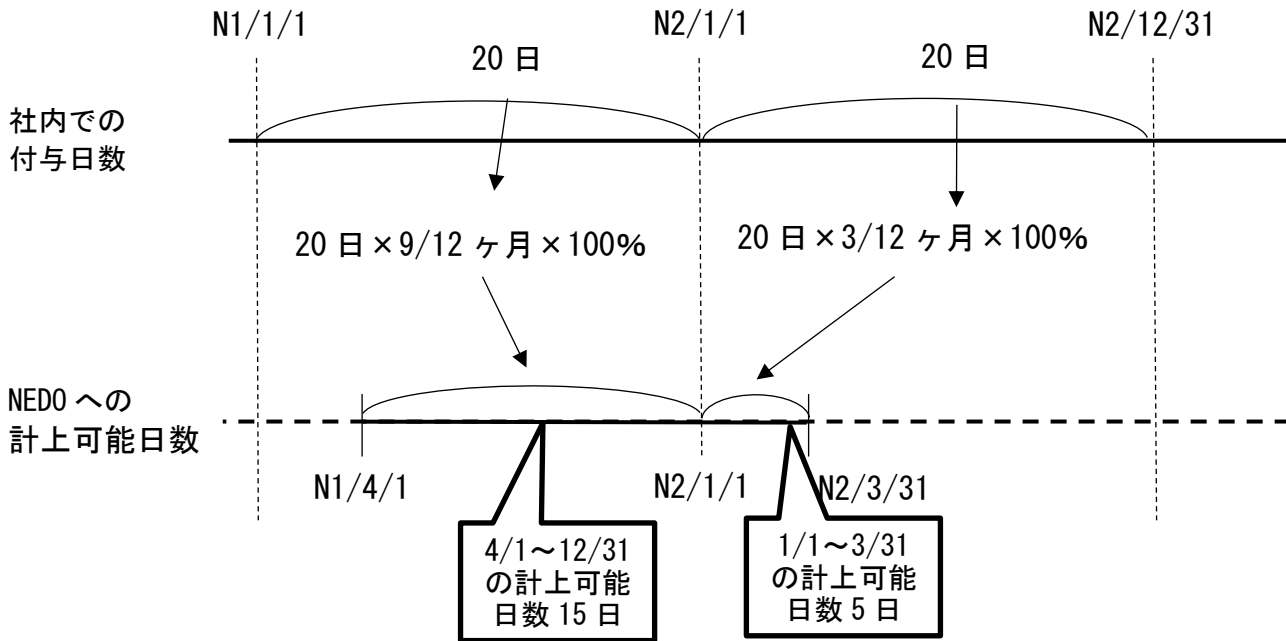 N1/1/1
N2/1/1
N2/12/31
20 日
20 日
社内での
付与日数
20 日×9/12 ヶ月×100%
20 日×3/12 ヶ月×100%
NEDO への
計上可能日数
N1/4/1
N2/1/1
N2/3/31
4/1～12/31
の計上可能
日数 15 日
1/1～3/31
の計上可能
日数 5 日